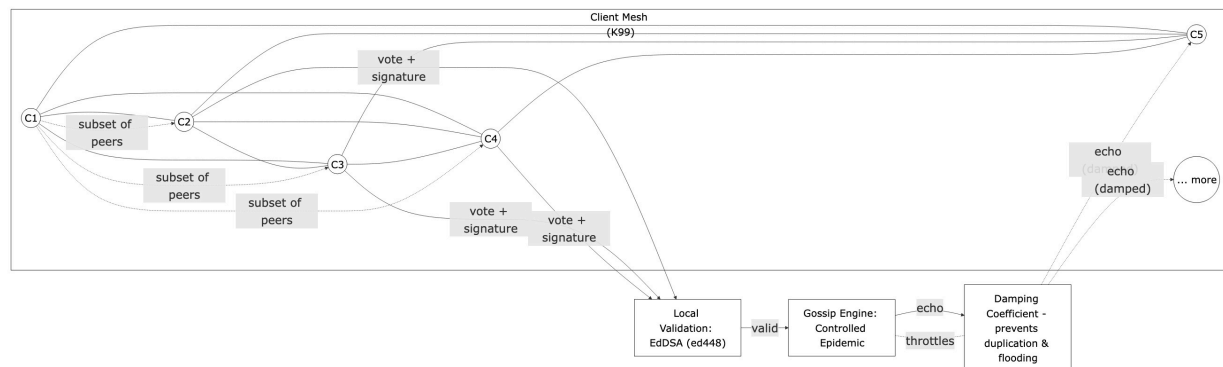 Client Mesh
(K99)
C5
vote +
signature
C1
C2
subset of
peers
C4
C3
subset of
peers
subset of
peers
vote +
signature
vote +
signature
echo
(damped)
echo
(damped)
... more
Local
Validation:
EdDSA (ed448)
valid
Gossip Engine:
Controlled
Epidemic
echo
throttles
Damping
Coefficient -
prevents
duplication &
flooding